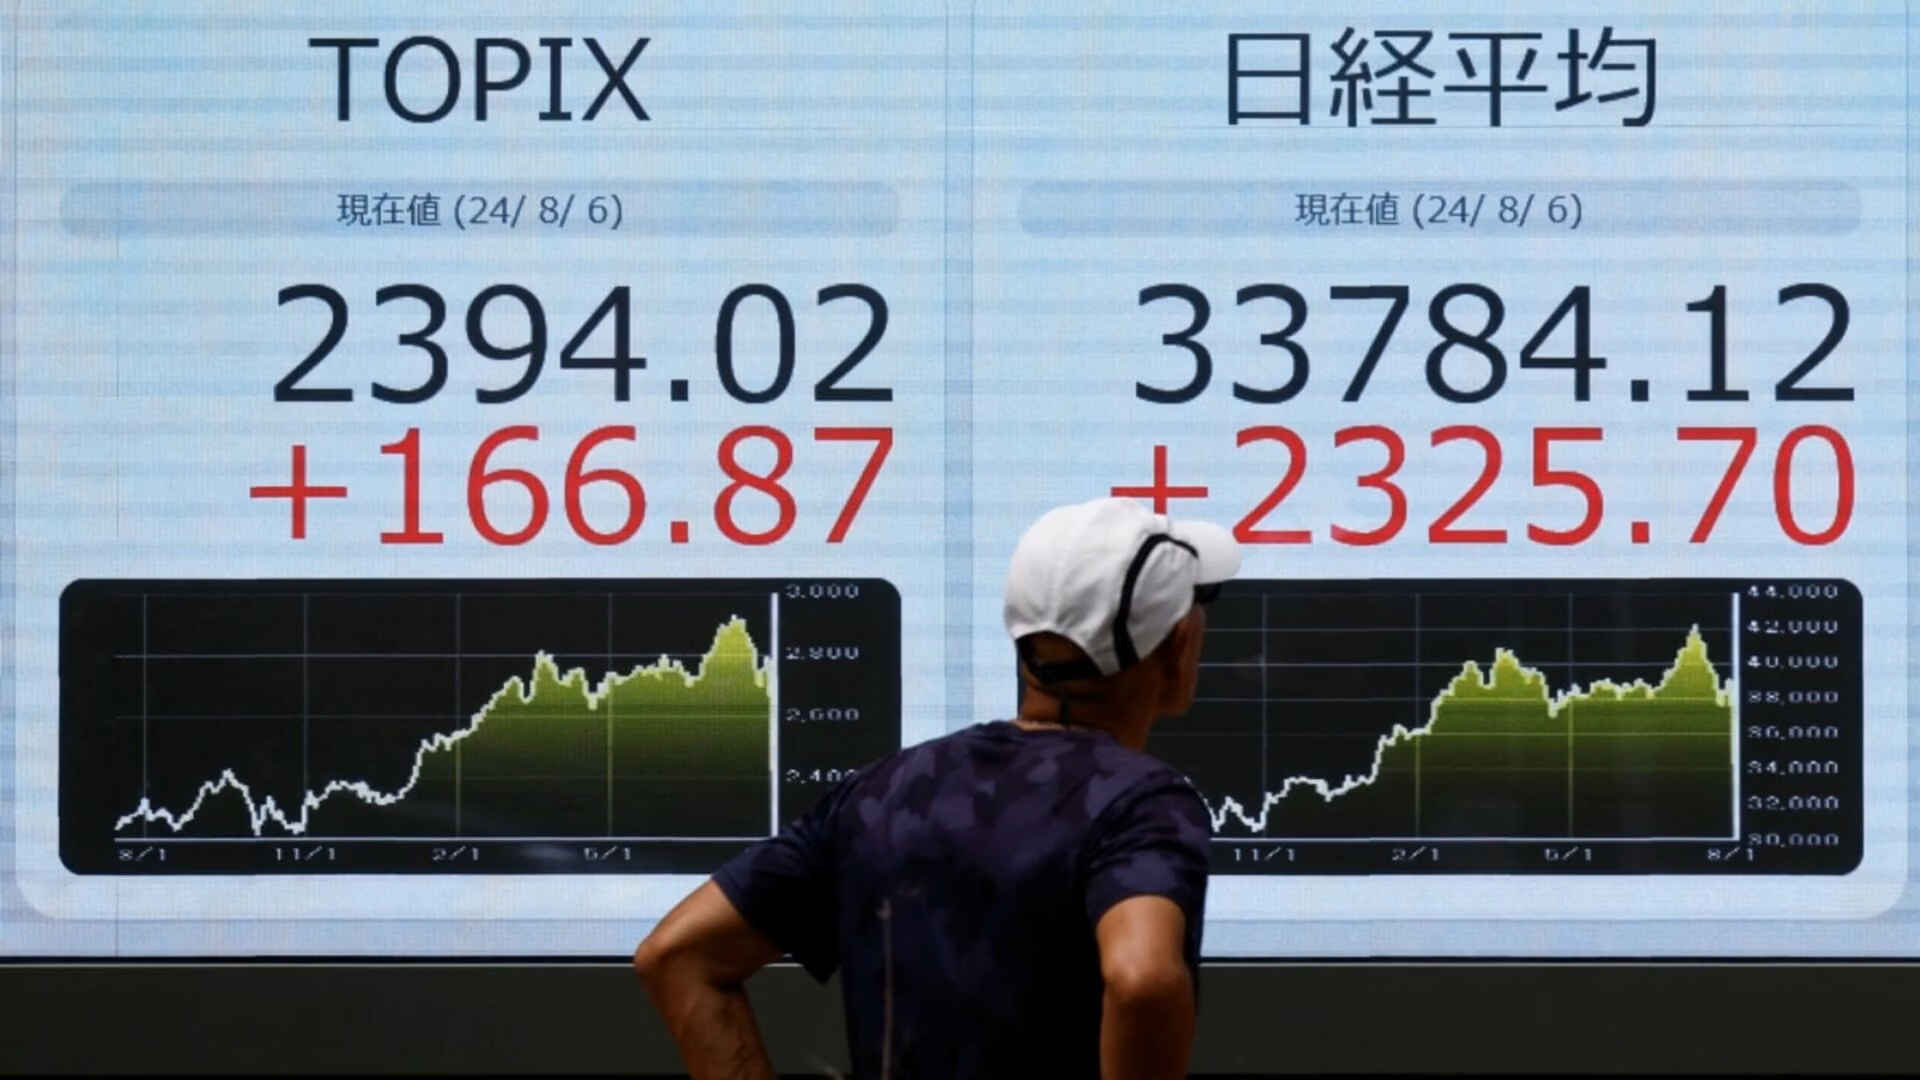 TOPIX
現在値 (24/ 8/ 6)
2394.02
+166.87
3,000
2,800
2,600
2,400
8/1 11/1 2/1 5/1
日経平均
現在値 (24/ 8/ 6)
33784.12
+2325.70
44,000
42,000
40,000
38,000
36,000
34,000
32,000
30,000
11/1 2/1 5/1 8/1